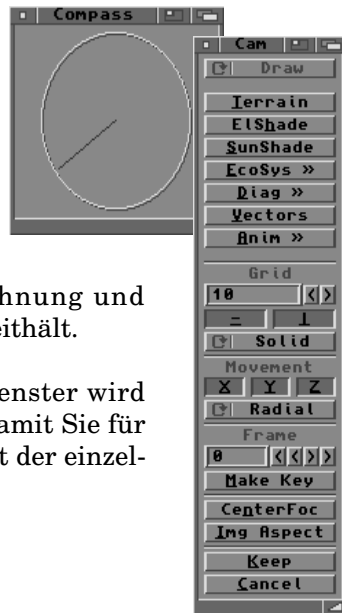 Compass
Cam
Draw
Terrain
ElShade
SunShade
EcoSys »
Diag »
Vectors
Anim »
Grid
10
< >
= ⊥
Solid
Movement
X Y Z
Radial
Frame
0
< < > >
Make Key
CenterFoc
Img Aspect
Keep
Cancel
hnung und
eithält.
enster wird
amit Sie für
t der einzel-